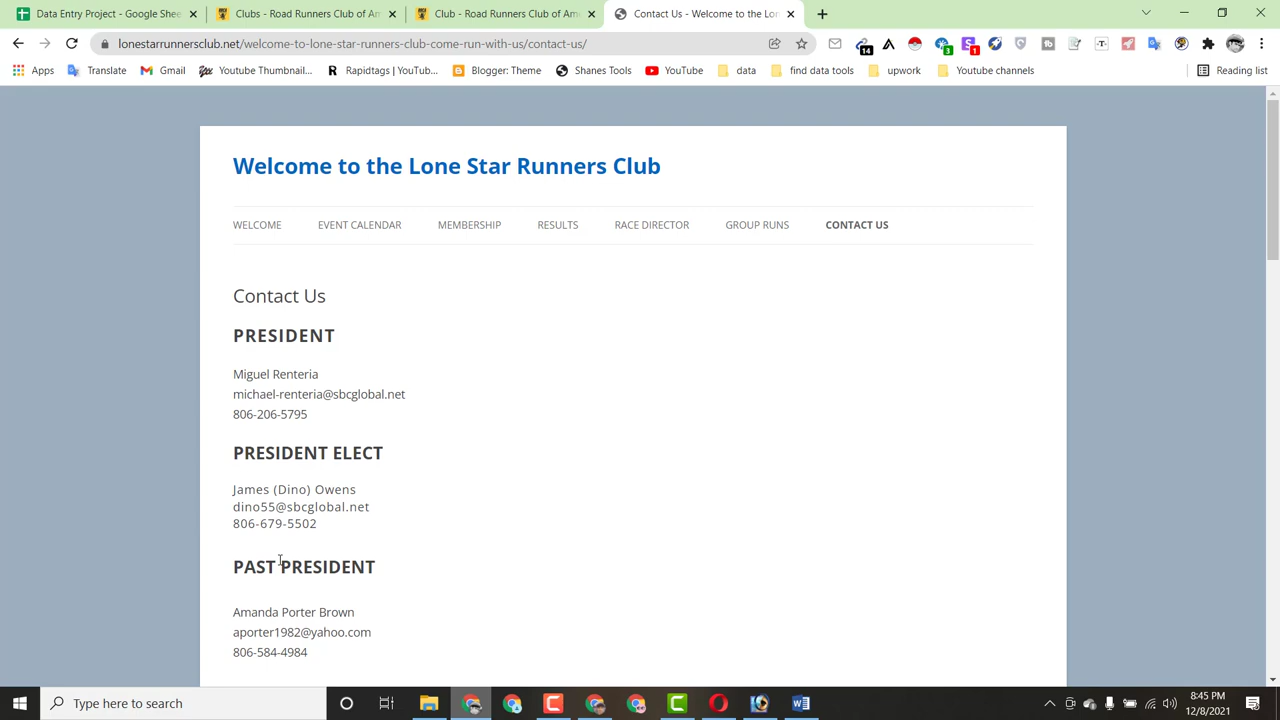 Data Entry Project - Google Shee
Clubs - Road Runners Club of Am
Club - Road Runners Club of Ame
Contact Us - Welcome to the Lon
lonestarrunnersclub.net/welcome-to-lone-star-runners-club-come-run-with-us/contact-us/
14
3
1
Apps
Translate
Gmail
Youtube Thumbnail...
Rapidtags | YouTub...
Blogger: Theme
Shanes Tools
YouTube
data
find data tools
upwork
Youtube channels
Reading list
Welcome to the Lone Star Runners Club
WELCOME
EVENT CALENDAR
MEMBERSHIP
RESULTS
RACE DIRECTOR
GROUP RUNS
CONTACT US
Contact Us
PRESIDENT
Miguel Renteria
michael-renteria@sbcglobal.net
806-206-5795
PRESIDENT ELECT
James (Dino) Owens
dino55@sbcglobal.net
806-679-5502
PAST PRESIDENT
Amanda Porter Brown
aporter1982@yahoo.com
806-584-4984
Type here to search
8:45 PM
12/8/2021